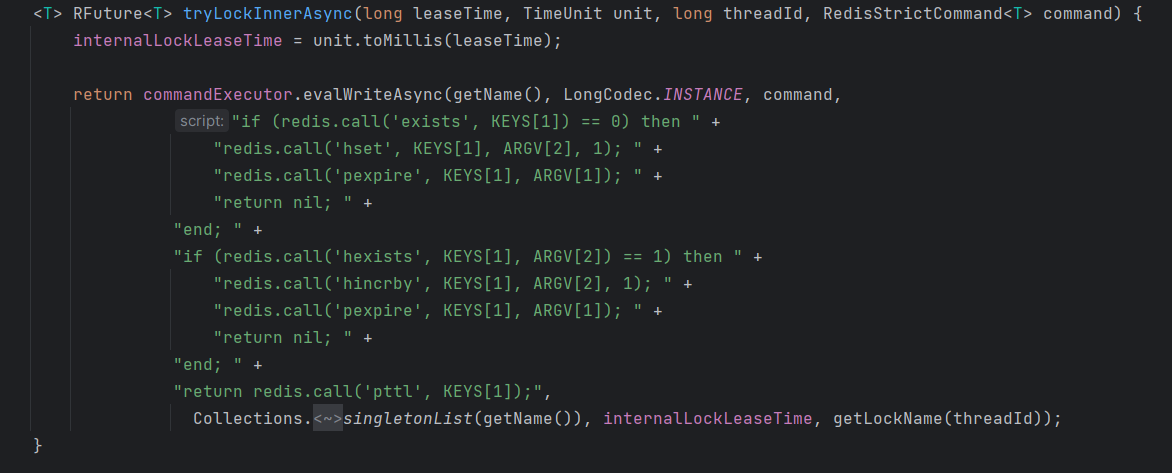 <T> RFuture<T> tryLockInnerAsync(long leaseTime, TimeUnit unit, long threadId, RedisStrictCommand<T> command) {
internalLockLeaseTime = unit.toMillis(leaseTime);
return commandExecutor.evalWriteAsync(getName(), LongCodec.INSTANCE, command,
script: "if (redis.call('exists', KEYS[1]) == 0) then " +
"redis.call('hset', KEYS[1], ARGV[2], 1); " +
"redis.call('pexpire', KEYS[1], ARGV[1]); " +
"return nil; " +
"end; " +
"if (redis.call('hexists', KEYS[1], ARGV[2]) == 1) then " +
"redis.call('hincrby', KEYS[1], ARGV[2], 1); " +
"redis.call('pexpire', KEYS[1], ARGV[1]); " +
"return nil; " +
"end; " +
"return redis.call('pttl', KEYS[1]);",
Collections.<~>singletonList(getName()), internalLockLeaseTime, getLockName(threadId));
}